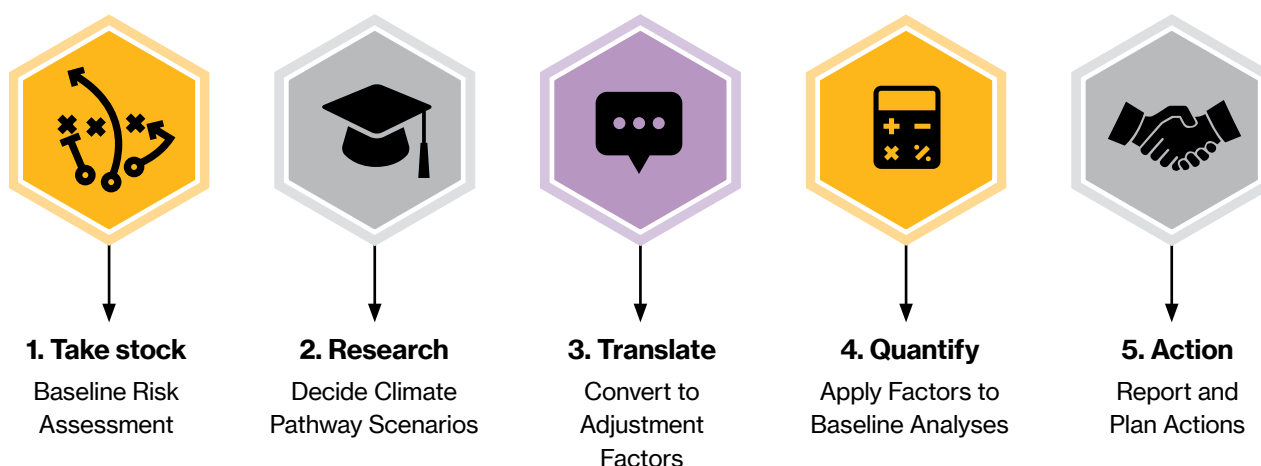 1. Take stock
Baseline Risk
Assessment
2. Research
Decide Climate
Pathway Scenarios
3. Translate
Convert to
Adjustment
Factors
4. Quantify
Apply Factors to
Baseline Analyses
5. Action
Report and
Plan Actions